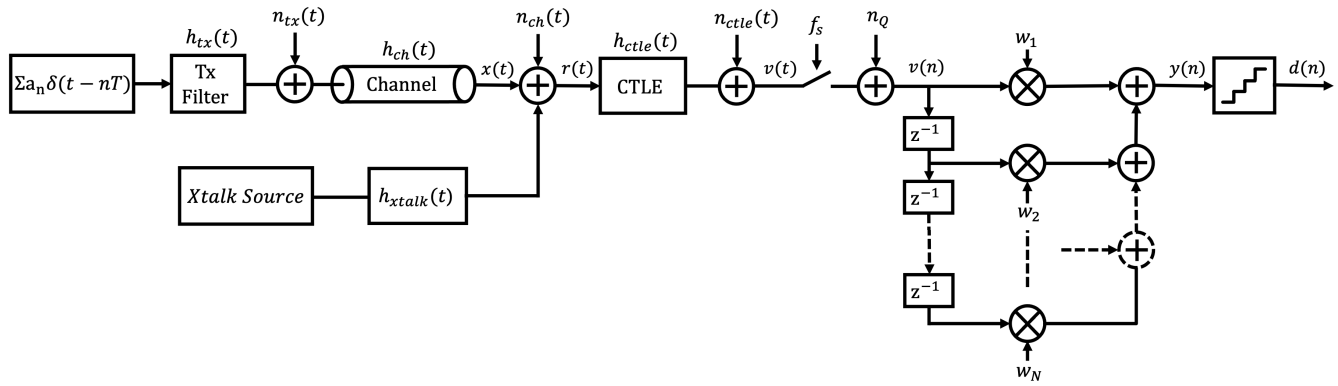 n_tx(t)
n_ch(t)
n_ctle(t)
f_s
n_Q
h_tx(t)
h_ch(t)
h_ctle(t)
w_1
Σa_nδ(t − nT)
Tx
Filter
Channel
x(t)
r(t)
CTLE
v(t)
v(n)
y(n)
d(n)
z⁻¹
Xtalk Source
h_xtalk(t)
z⁻¹
w_2
z⁻¹
w_N